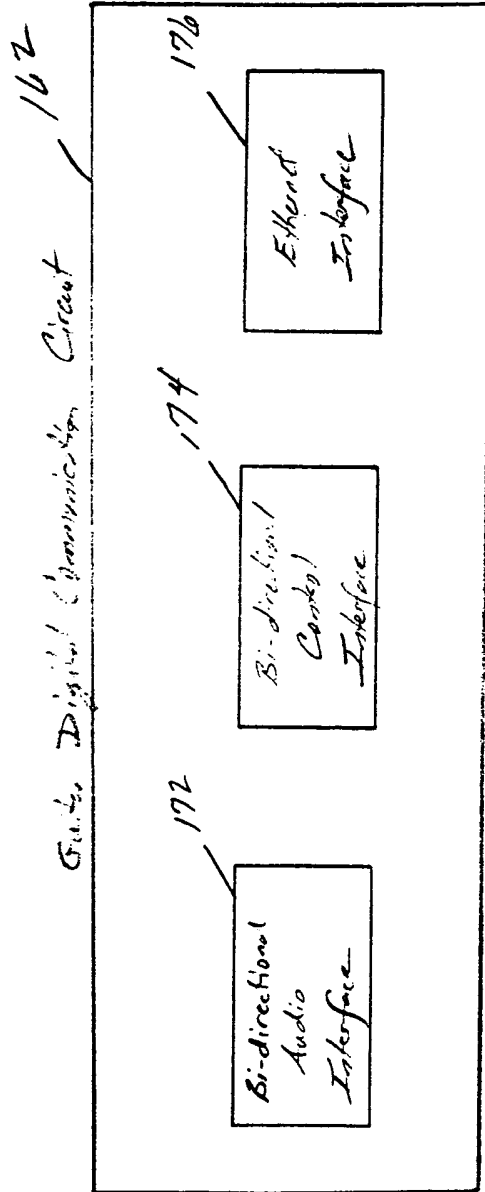 Guitar Digital Communication Circuit
162
172
Bi-directional
Audio
Interface
174
Bi-directional
Control
Interface
176
Ethernet
Interface